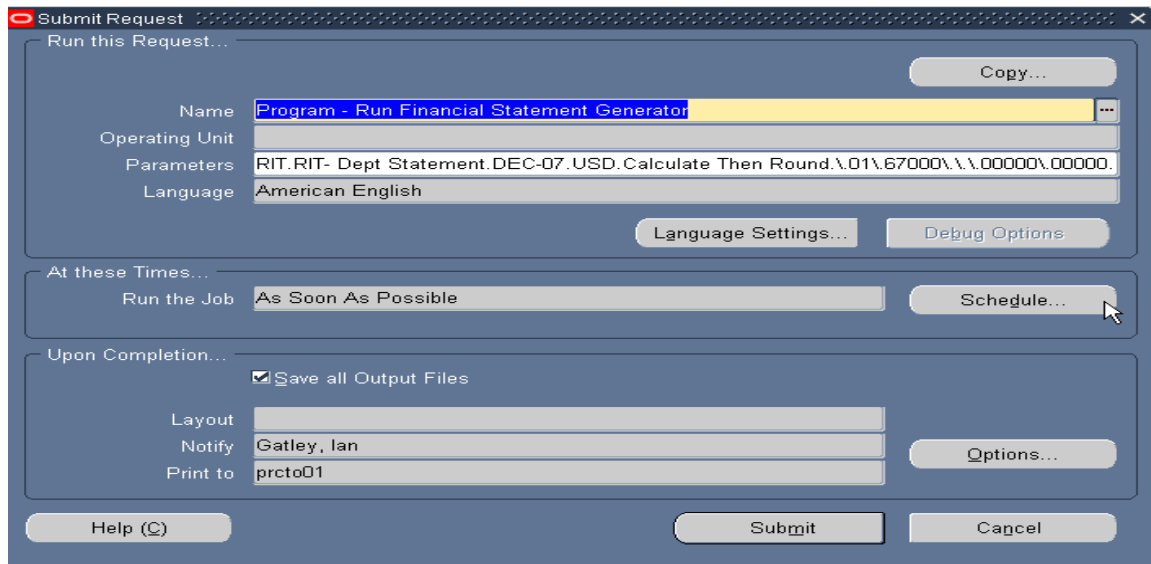 Submit Request
Run this Request...
Copy...
Name Program - Run Financial Statement Generator ...
Operating Unit
Parameters RIT.RIT- Dept Statement.DEC-07.USD.Calculate Then Round.\.01\.67000\.\.\.00000\.00000.
Language American English
Language Settings... Debug Options
At these Times...
Run the Job As Soon As Possible Schedule...
Upon Completion...
Save all Output Files
Layout
Notify Gatley, Ian
Options...
Print to prcto01
Help (C) Submit Cancel